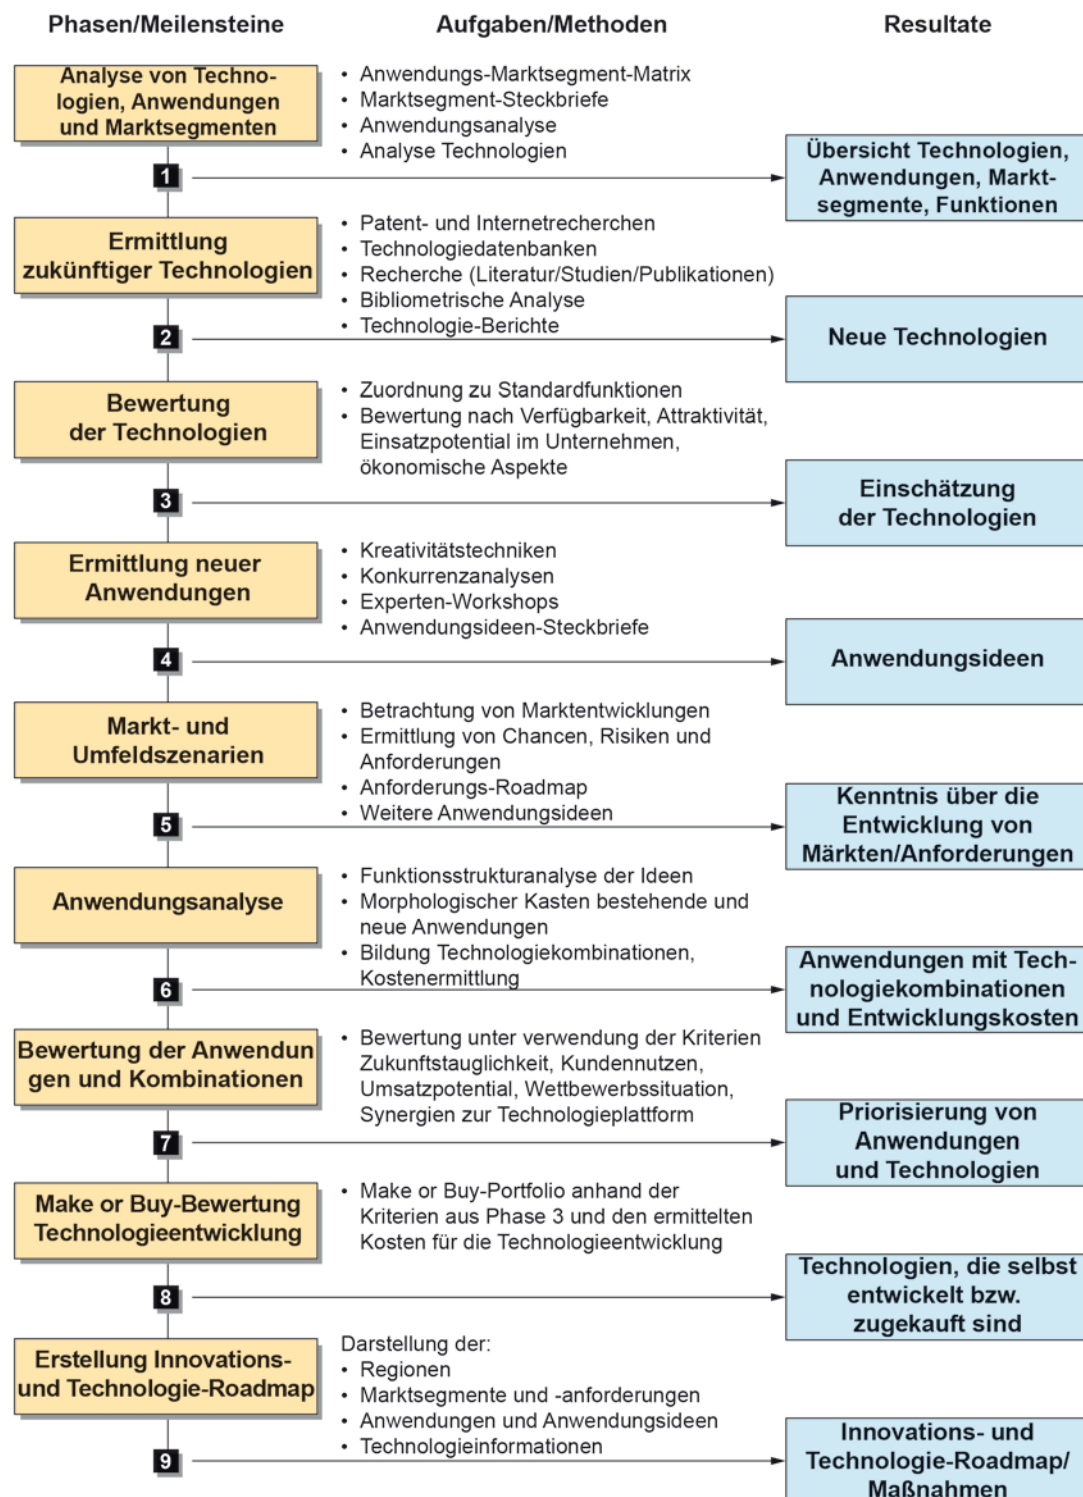 Phasen/Meilensteine
Aufgaben/Methoden
Resultate
Analyse von Techno-
logien, Anwendungen
und Marktsegmenten
• Anwendungs-Marktsegment-Matrix
• Marktsegment-Steckbriefe
• Anwendungsanalyse
• Analyse Technologien
1
Übersicht Technologien,
Anwendungen, Markt-
segmente, Funktionen
Ermittlung
zukünftiger Technologien
• Patent- und Internetrecherchen
• Technologiedatenbanken
• Recherche (Literatur/Studien/Publikationen)
• Bibliometrische Analyse
• Technologie-Berichte
2
Neue Technologien
Bewertung
der Technologien
• Zuordnung zu Standardfunktionen
• Bewertung nach Verfügbarkeit, Attraktivität,
Einsatzpotential im Unternehmen,
ökonomische Aspekte
3
Einschätzung
der Technologien
Ermittlung neuer
Anwendungen
• Kreativitätstechniken
• Konkurrenzanalysen
• Experten-Workshops
• Anwendungsideen-Steckbriefe
4
Anwendungsideen
Markt- und
Umfeldszenarien
• Betrachtung von Marktentwicklungen
• Ermittlung von Chancen, Risiken und
Anforderungen
• Anforderungs-Roadmap
• Weitere Anwendungsideen
5
Kenntnis über die
Entwicklung von
Märkten/Anforderungen
Anwendungsanalyse
• Funktionsstrukturanalyse der Ideen
• Morphologischer Kasten bestehende und
neue Anwendungen
• Bildung Technologiekombinationen,
Kostenermittlung
6
Anwendungen mit Tech-
nologiekombinationen
und Entwicklungskosten
Bewertung der Anwendun
gen und Kombinationen
• Bewertung unter verwendung der Kriterien
Zukunftstauglichkeit, Kundennutzen,
Umsatzpotential, Wettbewerbssituation,
Synergien zur Technologieplattform
7
Priorisierung von
Anwendungen
und Technologien
Make or Buy-Bewertung
Technologieentwicklung
• Make or Buy-Portfolio anhand der
Kriterien aus Phase 3 und den ermittelten
Kosten für die Technologieentwicklung
8
Technologien, die selbst
entwickelt bzw.
zugekauft sind
Erstellung Innovations-
und Technologie-Roadmap
Darstellung der:
• Regionen
• Marktsegmente und -anforderungen
• Anwendungen und Anwendungsideen
• Technologieinformationen
9
Innovations- und
Technologie-Roadmap/
Maßnahmen